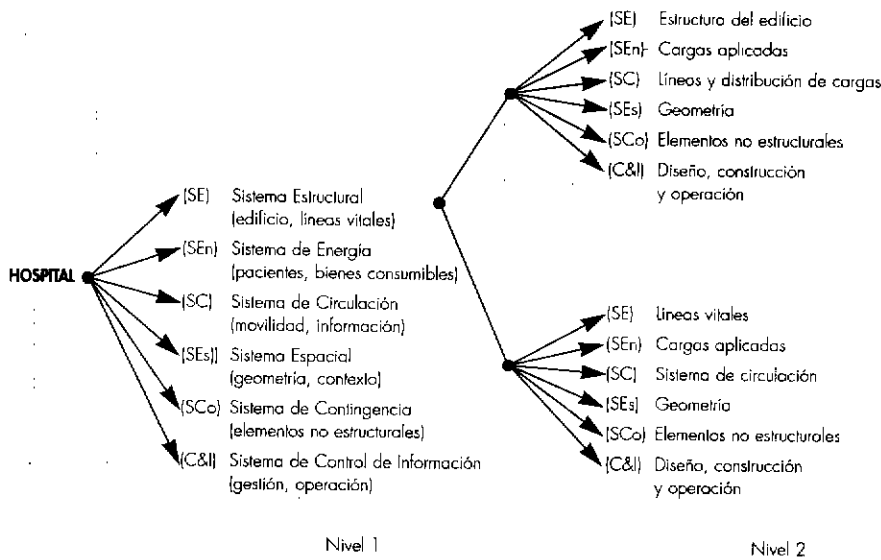 HOSPITAL
(SE) Sistema Estructural
(edificio, líneas vitales)
(SEn) Sistema de Energía
(pacientes, bienes consumibles)
(SC) Sistema de Circulación
(movilidad, información)
(SEs)) Sistema Espacial
(geometría, contexto)
(SCo) Sistema de Contingencia
(elementos no estructurales)
(C&I) Sistema de Control de Información
(gestión, operación)
Nivel 1
(SE) Estructura del edificio
(SEn) Cargas aplicadas
(SC) Líneas y distribución de cargas
(SEs) Geometría
(SCo) Elementos no estructurales
(C&I) Diseño, construcción
y operación
(SE) Lineas vitales
(SEn) Cargas aplicadas
(SC) Sistema de circulación
(SEs) Geometría
(SCo) Elementos no estructurales
(C&I) Diseño, construcción
y operación
Nivel 2